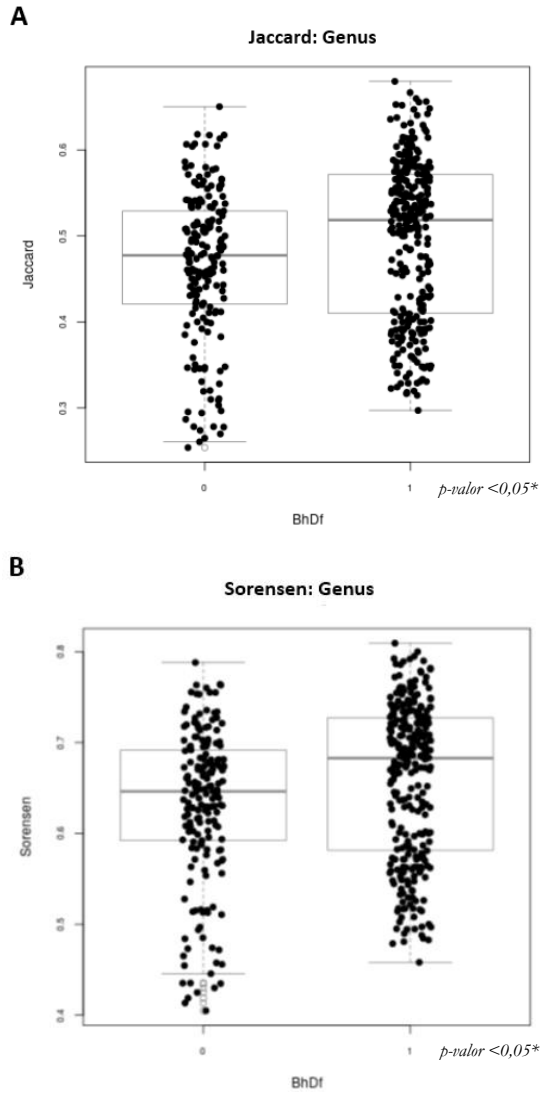 A
Jaccard: Genus
0.6
0.5
0.4
0.3
Jaccard
0
1
p-valor <0,05*
BhDf
B
Sorensen: Genus
0.8
0.7
0.6
0.5
0.4
Sorensen
0
1
p-valor <0,05*
BhDf